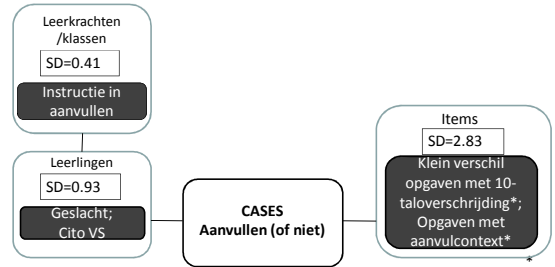 Leerkrachten
/klassen
SD=0.41
Instructie in
aanvullen
Leerlingen
SD=0.93
Geslacht;
Cito VS
CASES
Aanvullen (of niet)
Items
SD=2.83
Klein verschil
opgaven met 10-
taloverschrijding*;
Opgaven met
aanvulcontext*
*